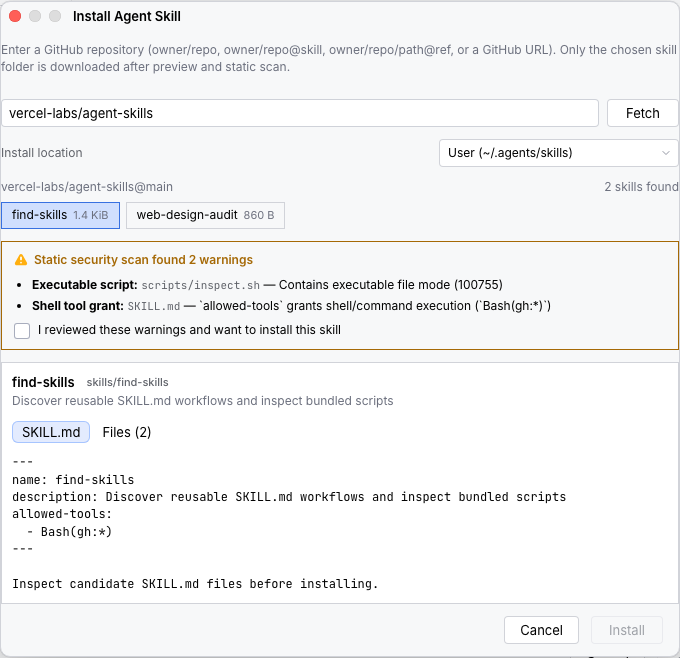 Install Agent Skill
Enter a GitHub repository (owner/repo, owner/repo@skill, owner/repo/path@ref, or a GitHub URL). Only the chosen skill
folder is downloaded after preview and static scan.
vercel-labs/agent-skills
Fetch
Install location
User (~/.agents/skills)
vercel-labs/agent-skills@main
2 skills found
find-skills 1.4 KiB
web-design-audit 860 B
Static security scan found 2 warnings
• Executable script: scripts/inspect.sh — Contains executable file mode (100755)
• Shell tool grant: SKILL.md — `allowed-tools` grants shell/command execution (`Bash(gh:*)`)
I reviewed these warnings and want to install this skill
find-skills skills/find-skills
Discover reusable SKILL.md workflows and inspect bundled scripts
SKILL.md
Files (2)
---
name: find-skills
description: Discover reusable SKILL.md workflows and inspect bundled scripts
allowed-tools:
  - Bash(gh:*)
---
Inspect candidate SKILL.md files before installing.
Cancel
Install